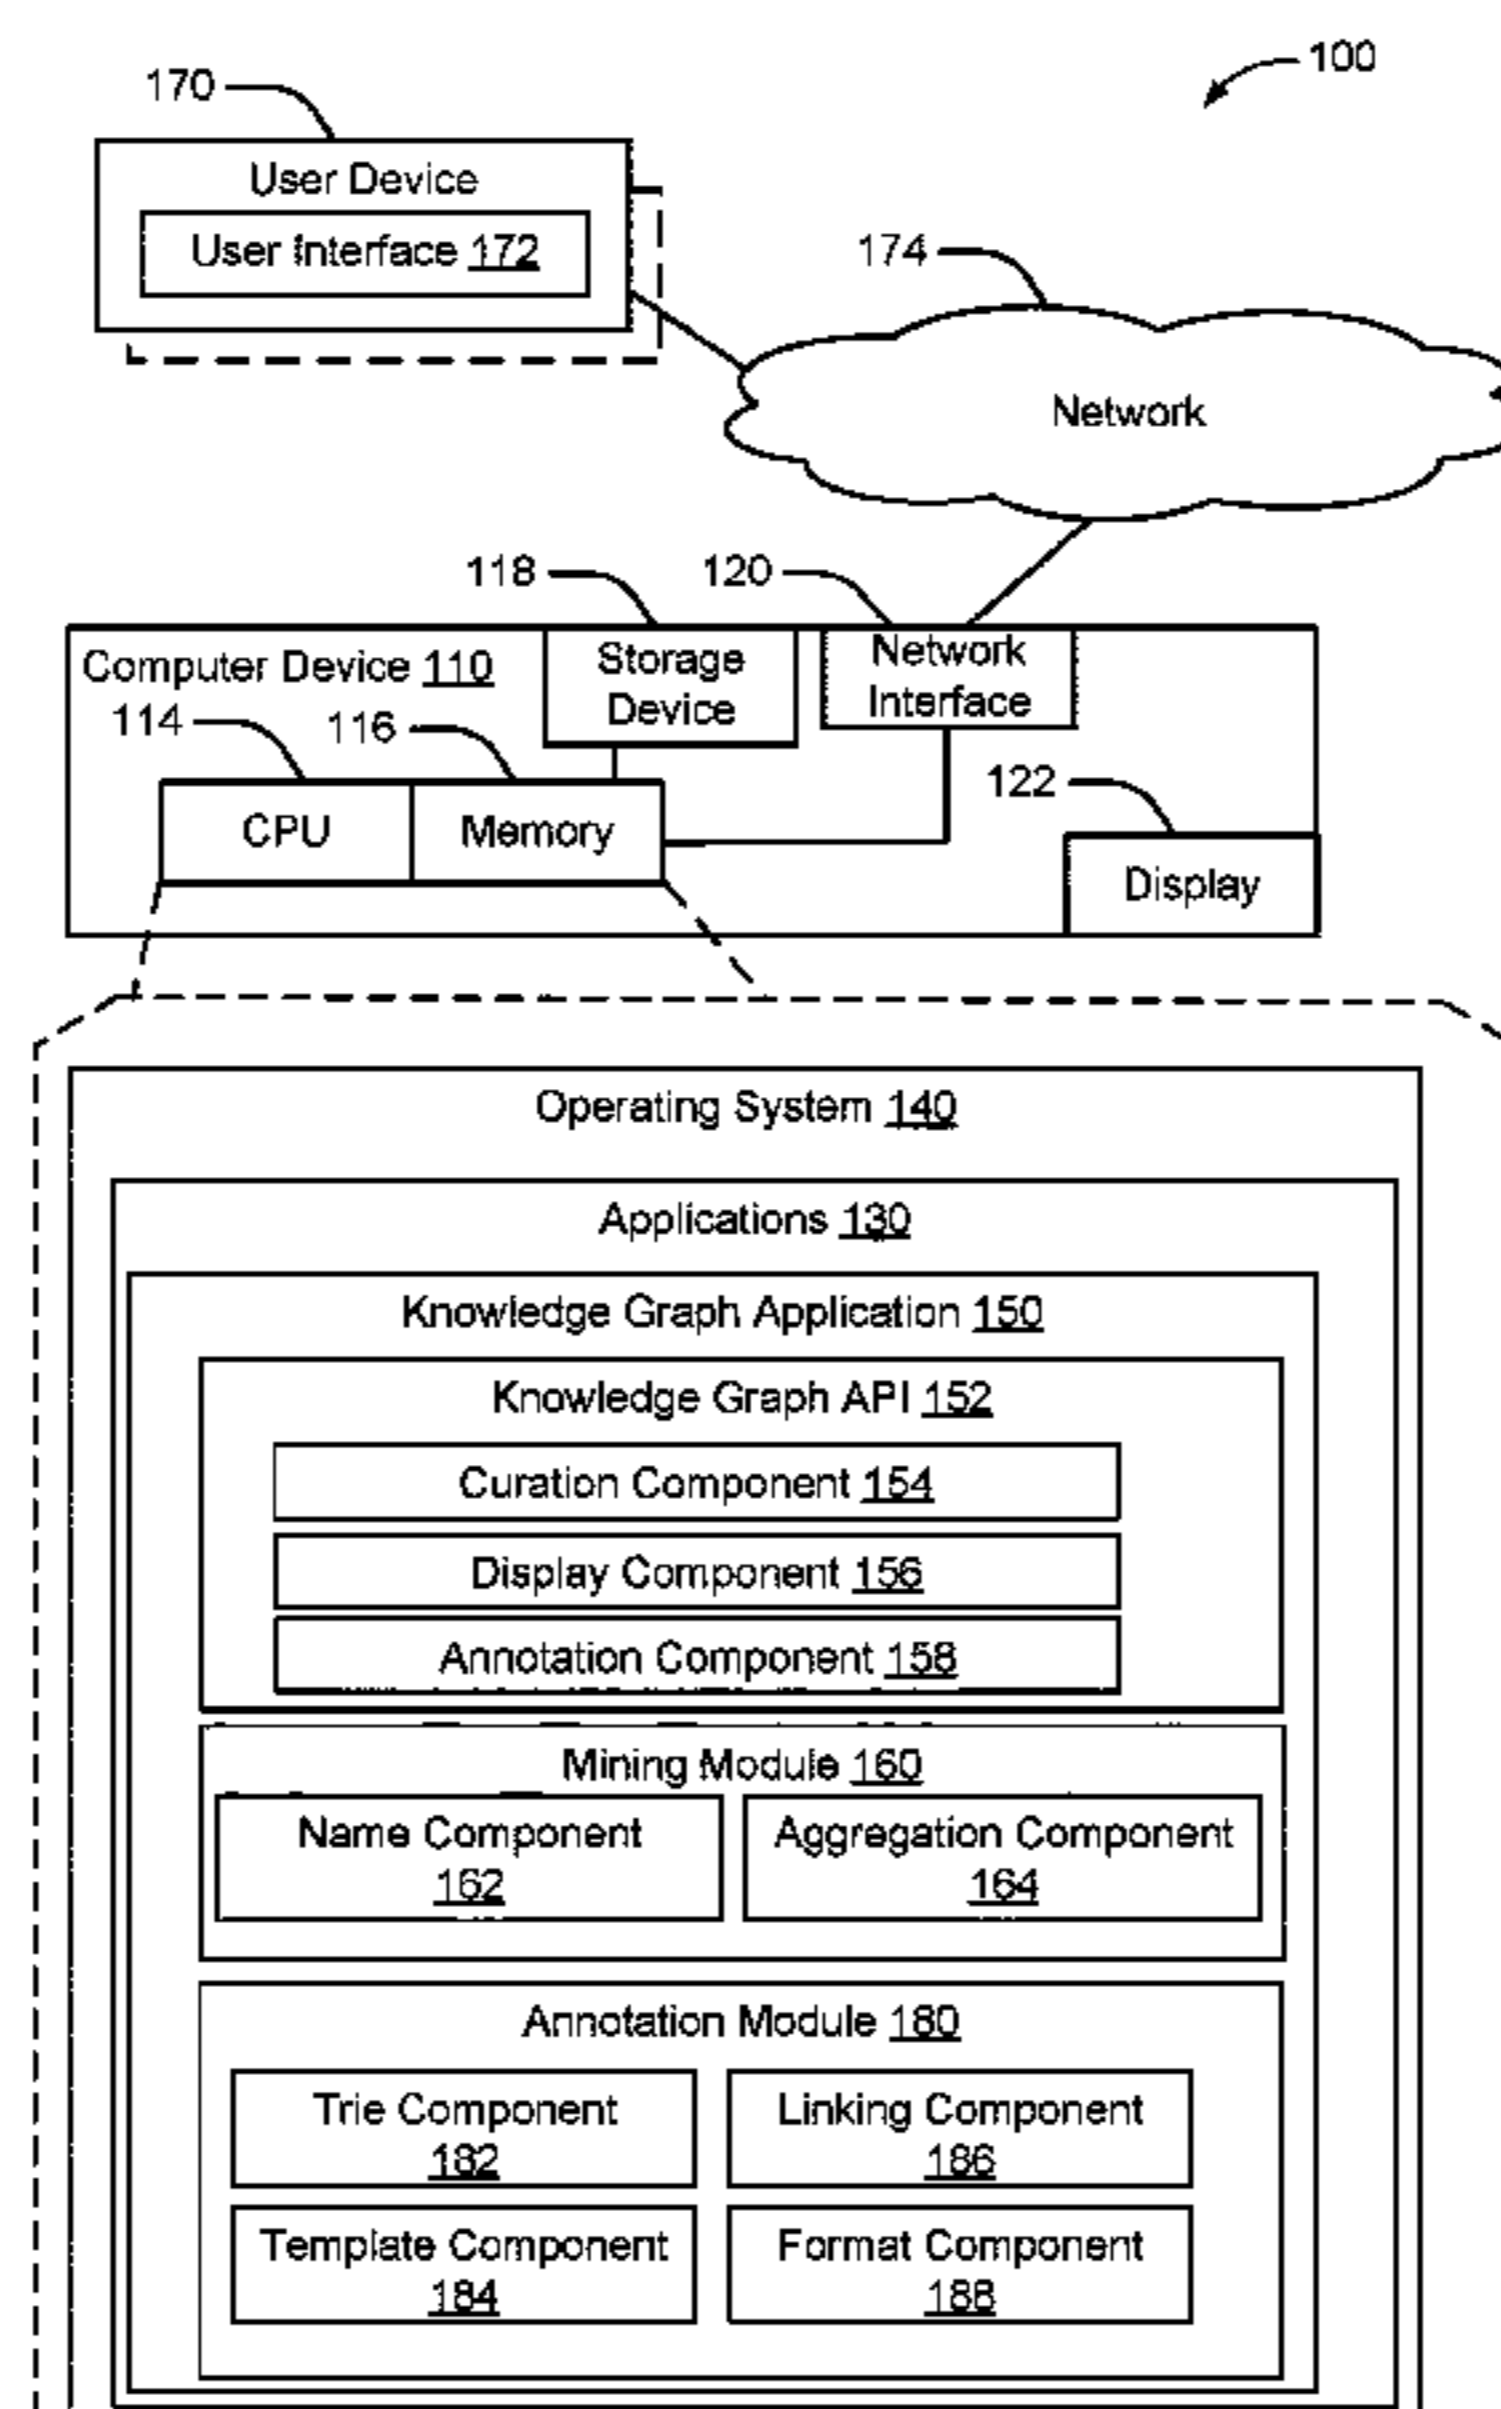 100
170
User Device
User Interface 172
174
Network
118
120
Computer Device 110
Storage
Device
Network
Interface
114
116
122
CPU
Memory
Display
Operating System 140
Applications 130
Knowledge Graph Application 150
Knowledge Graph API 152
Curation Component 154
Display Component 156
Annotation Component 158
Mining Module 160
Name Component
162
Aggregation Component
164
Annotation Module 180
Trie Component
182
Linking Component
186
Template Component
184
Format Component
188